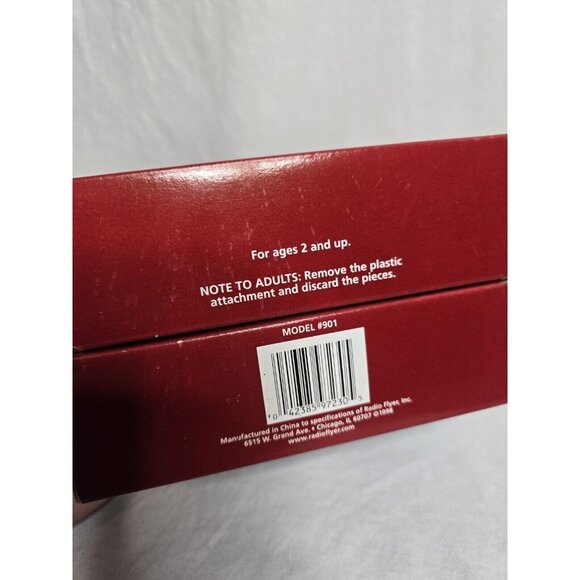 For ages 2 and up.
NOTE TO ADULTS: Remove the plastic
attachment and discard the pieces.
MODEL #901
0 42385 97230 5
Manufactured in China to specifications of Radio Flyer, Inc.
6515 W. Grand Ave. • Chicago, IL 60707 ©1998
www.radioflyer.com